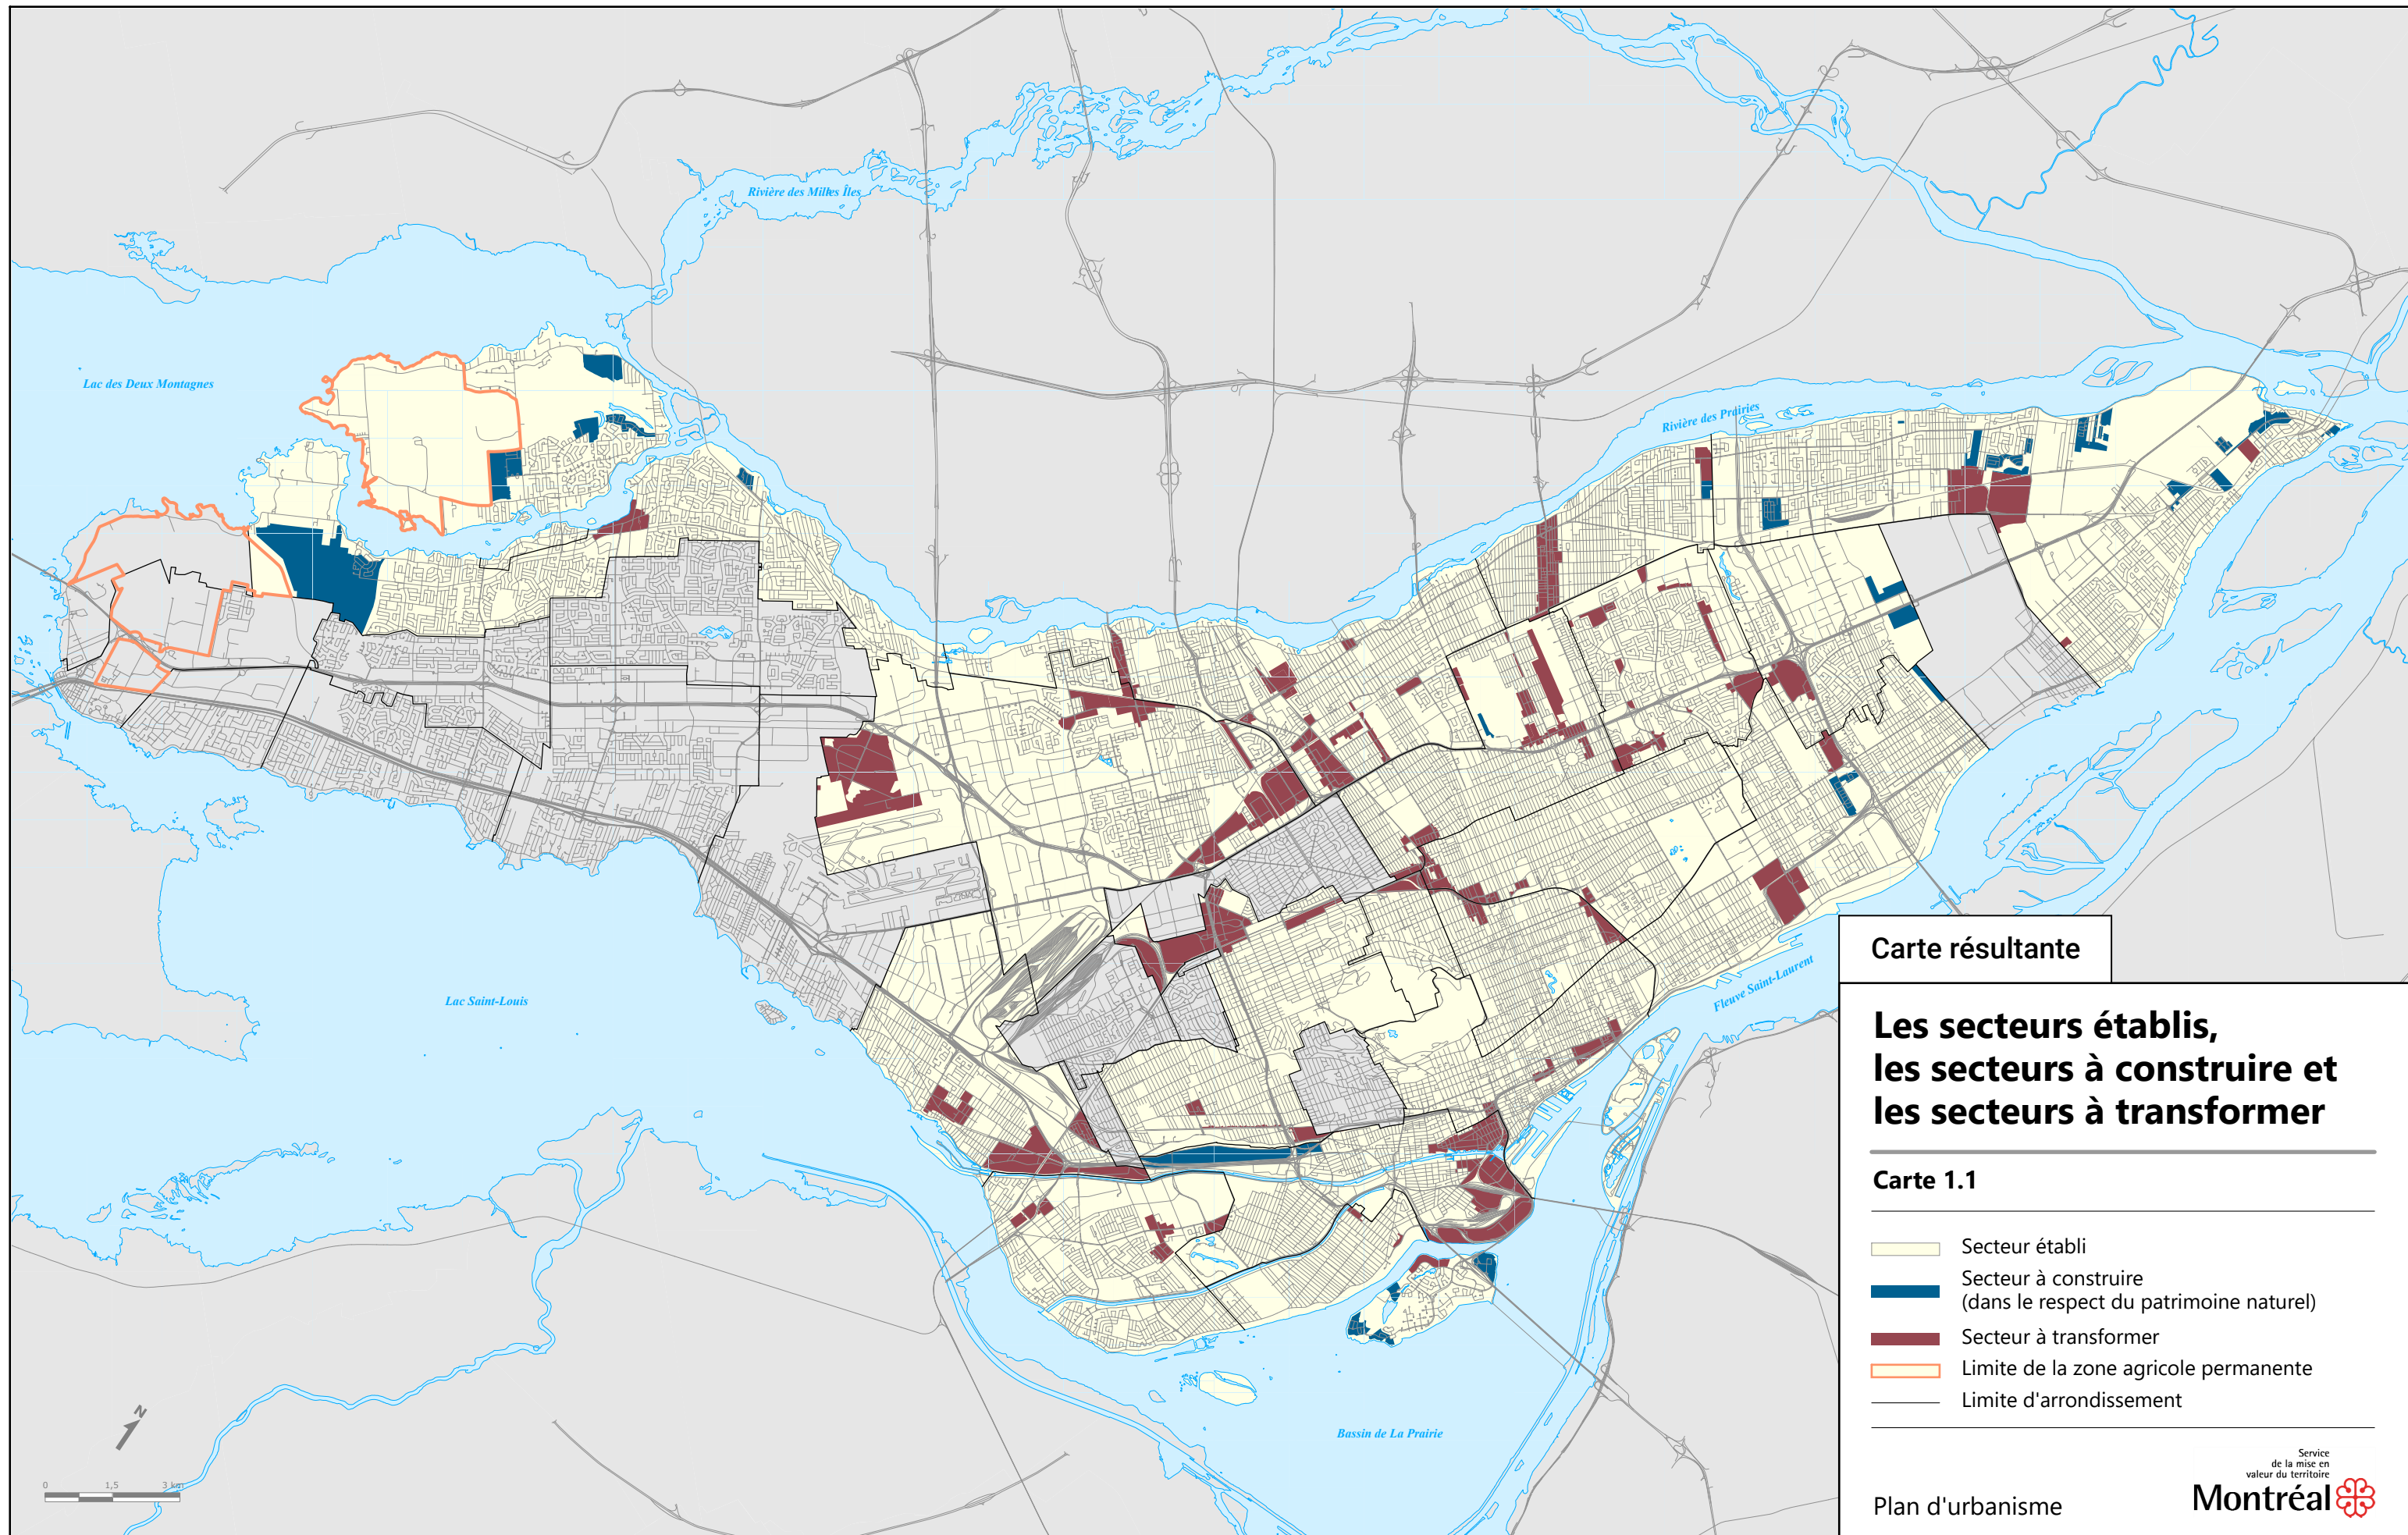 Rivière des Milles Îles
Lac des Deux Montagnes
Rivière des Prairies
Lac Saint-Louis
Fleuve Saint-Laurent
Bassin de La Prairie
N
0 1,5 3 km
Carte résultante
Les secteurs établis,
les secteurs à construire et
les secteurs à transformer
Carte 1.1
Secteur établi
Secteur à construire
(dans le respect du patrimoine naturel)
Secteur à transformer
Limite de la zone agricole permanente
Limite d'arrondissement
Service
de la mise en
valeur du territoire
Plan d'urbanisme
Montréal